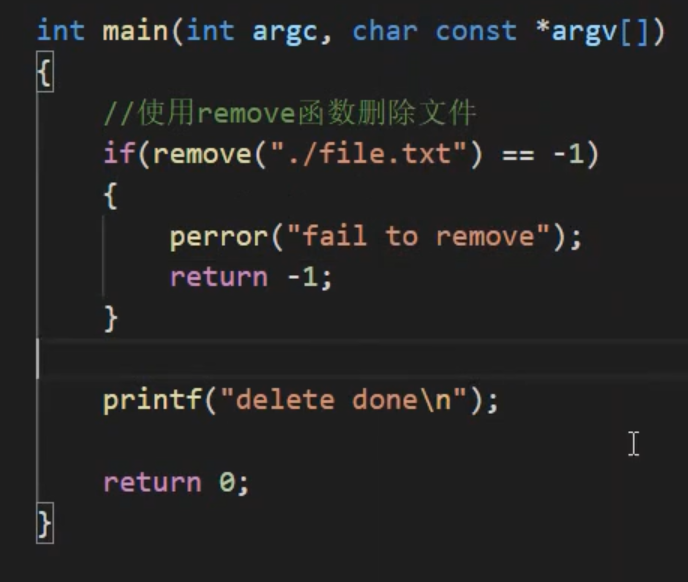 int main(int argc, char const *argv[])
{
//使用remove函数删除文件
if(remove("./file.txt") == -1)
{
perror("fail to remove");
return -1;
}
printf("delete done\n");
return 0;
}